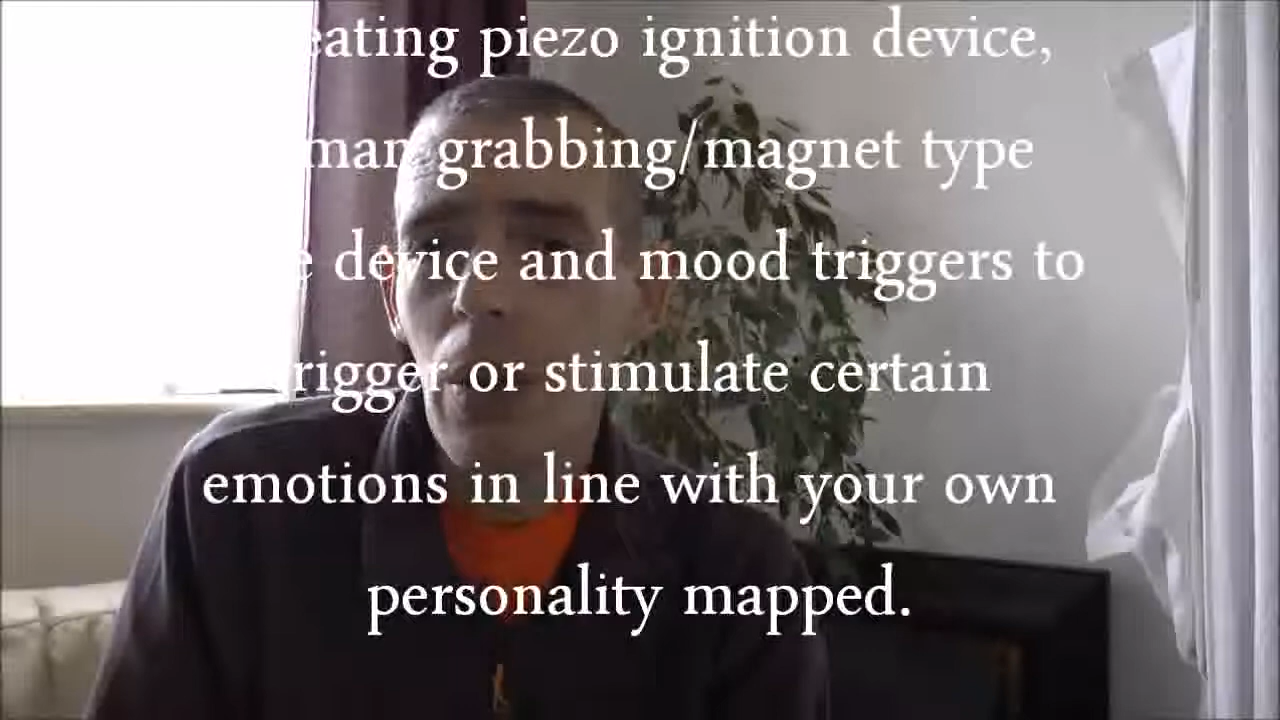 piezo ignition device,
grabbing/magnet type
device and mood triggers to
or stimulate certain
emotions in line with your own
personality mapped.